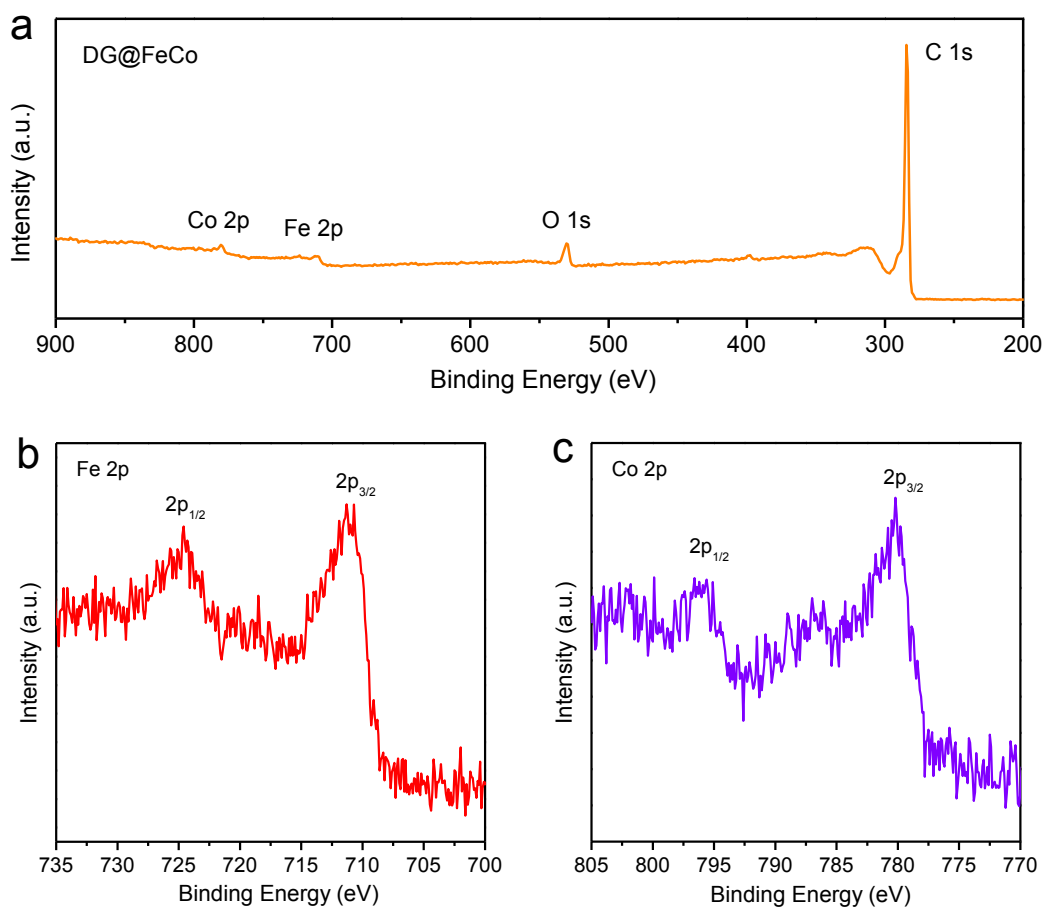 a
DG@FeCo
C 1s
Co 2p
Fe 2p
O 1s
Intensity (a.u.)
900 800 700 600 500 400 300 200
Binding Energy (eV)
b
Fe 2p
2p1/2
2p3/2
Intensity (a.u.)
735 730 725 720 715 710 705 700
Binding Energy (eV)
c
Co 2p
2p1/2
2p3/2
Intensity (a.u.)
805 800 795 790 785 780 775 770
Binding Energy (eV)